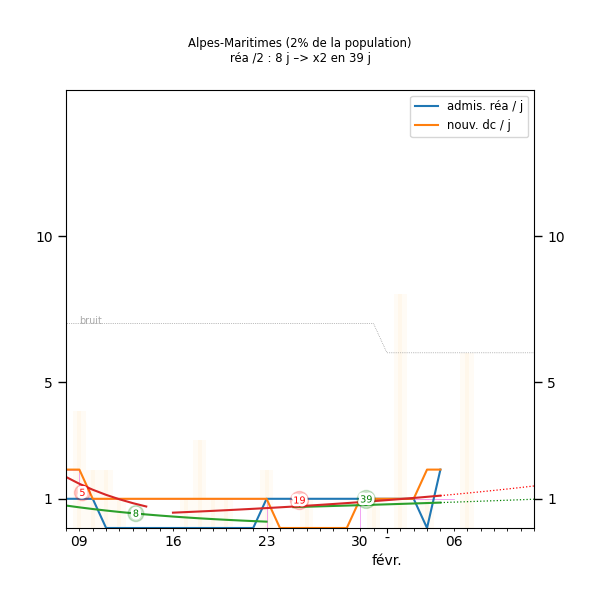 Alpes-Maritimes (2% de la population)
réa /2 : 8 j –> x2 en 39 j
admis. réa / j
nouv. dc / j
10
10
bruit
5
5
5
19
39
8
1
1
09
16
23
30
-
06
févr.